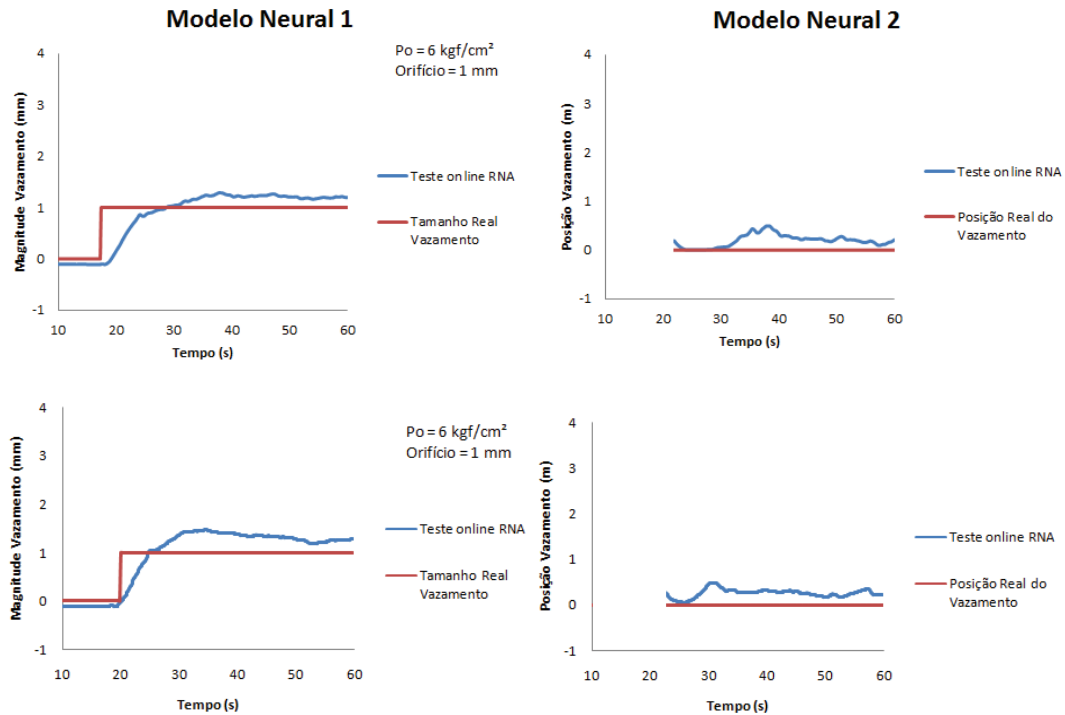 Modelo Neural 1
Modelo Neural 2
Po = 6 kgf/cm²
Orifício = 1 mm
Magnitude Vazamento (mm)
4
3
2
1
0
-1
10 20 30 40 50 60
Tempo (s)
Teste online RNA
Tamanho Real
Vazamento
Posição Vazamento (m)
4
3
2
1
0
-1
10 20 30 40 50 60
Tempo (s)
Teste online RNA
Posição Real do
Vazamento
Po = 6 kgf/cm²
Orifício = 1 mm
Magnitude Vazamento (mm)
4
3
2
1
0
-1
10 20 30 40 50 60
Tempo (s)
Teste online RNA
Tamanho Real
Vazamento
Posição Vazamento (m)
4
3
2
1
0
-1
10 20 30 40 50 60
Tempo (s)
Teste online RNA
Posição Real do
Vazamento